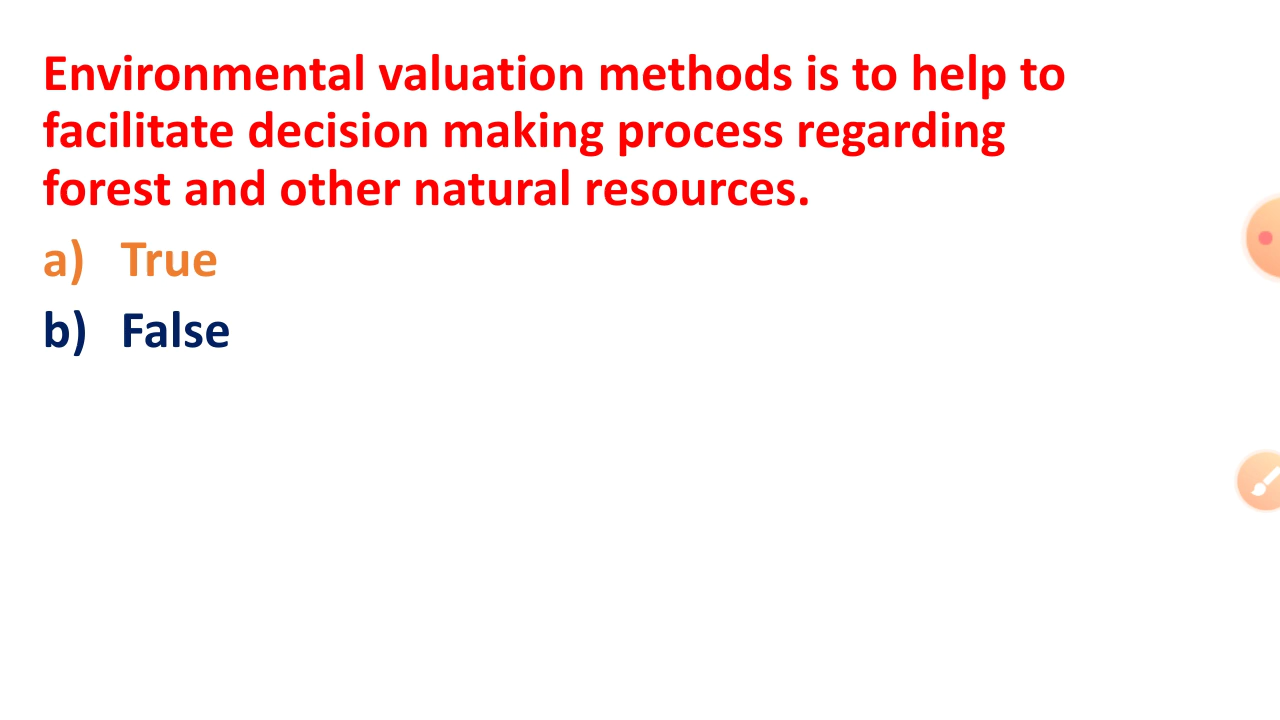 Environmental valuation methods is to help to
facilitate decision making process regarding
forest and other natural resources.
a) True
b) False